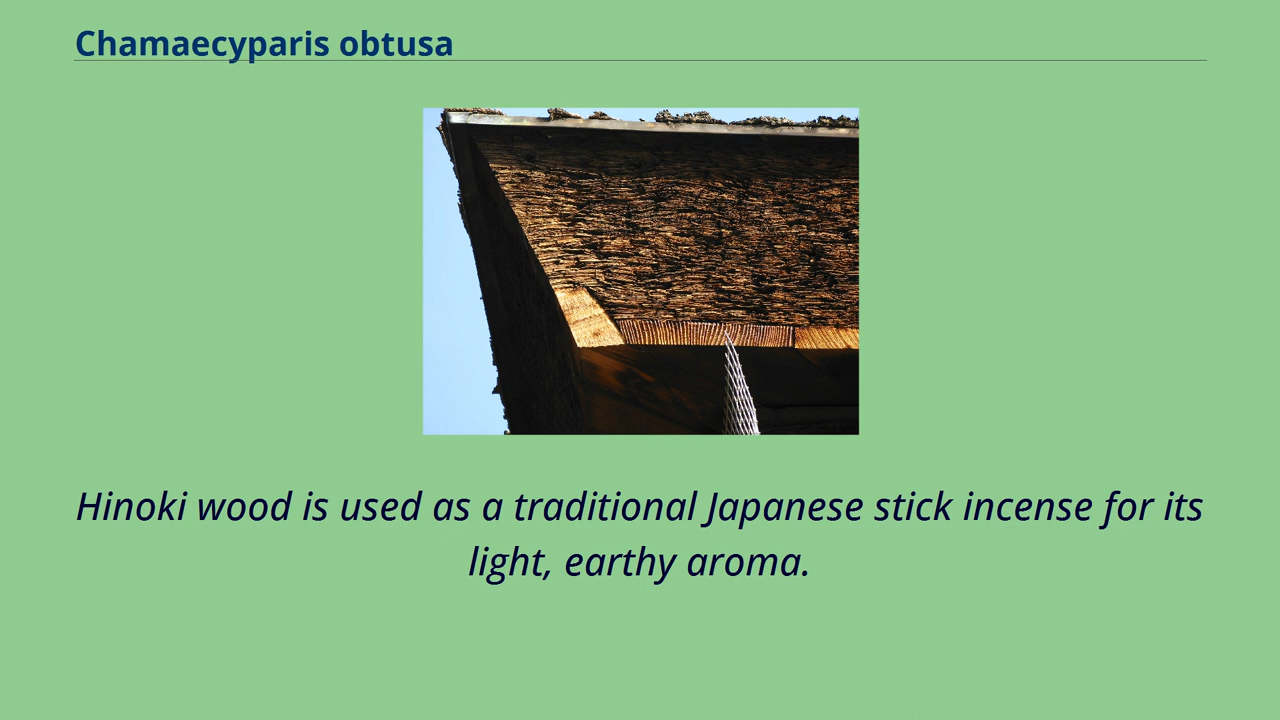 Chamaecyparis obtusa
Hinoki wood is used as a traditional Japanese stick incense for its
light, earthy aroma.